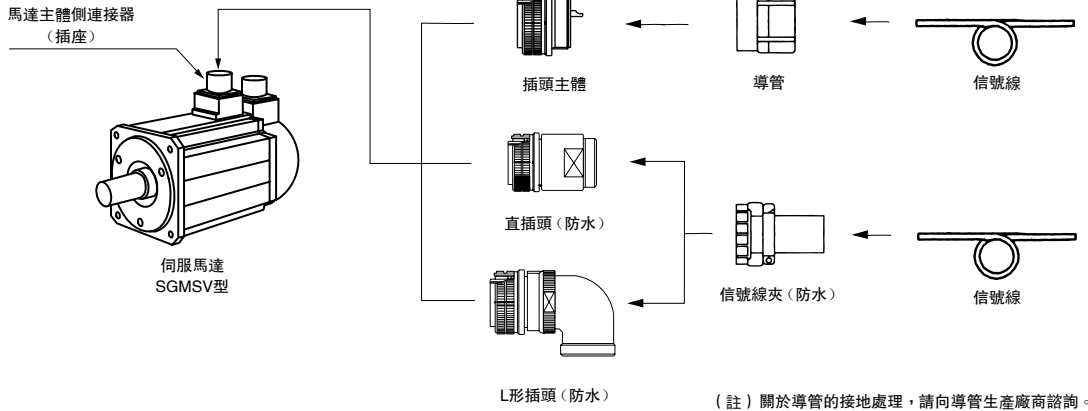 馬達主體側連接器
（插座）
插頭主體
導管
信號線
直插頭（防水）
伺服馬達
SGMSV型
信號線夾（防水）
信號線
L形插頭（防水）
（註）關於導管的接地處理，請向導管生產廠商諮詢。